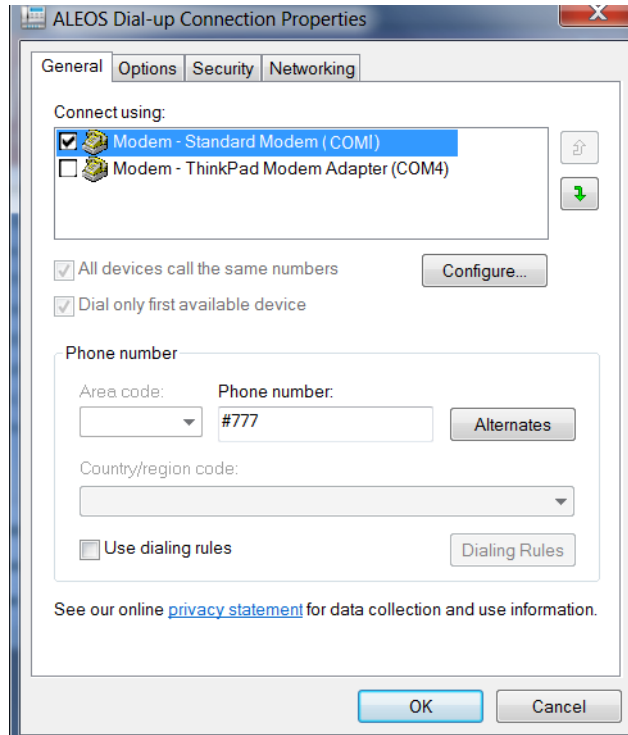 ALEOS Dial-up Connection Properties
General Options Security Networking
Connect using:
Modem - Standard Modem (COM1)
Modem - ThinkPad Modem Adapter (COM4)
All devices call the same numbers
Configure...
Dial only first available device
Phone number
Area code: Phone number:
#777
Alternates
Country/region code:
Use dialing rules
Dialing Rules
See our online privacy statement for data collection and use information.
OK Cancel